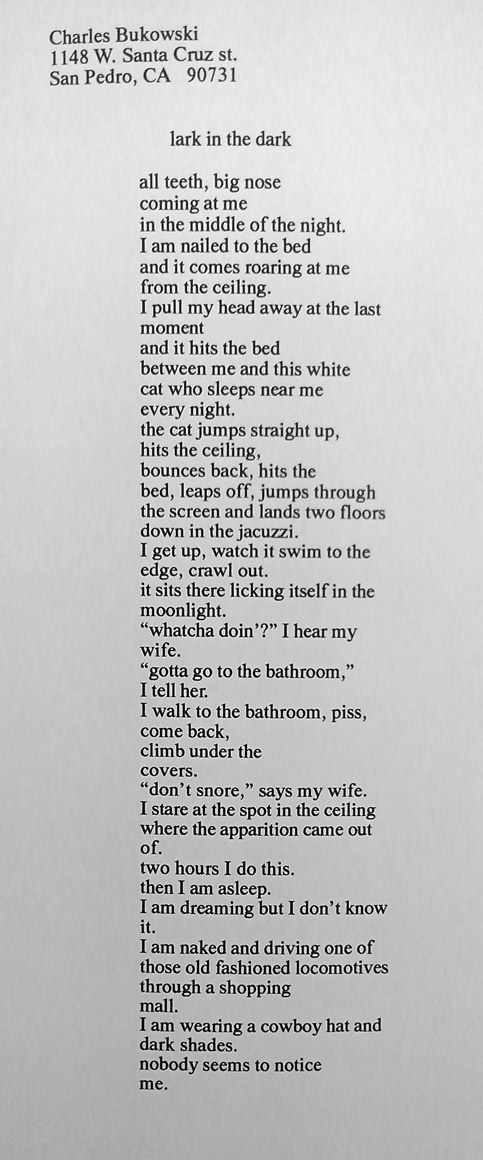 Charles Bukowski
1148 W. Santa Cruz st.
San Pedro, CA 90731
lark in the dark
all teeth, big nose
coming at me
in the middle of the night.
I am nailed to the bed
and it comes roaring at me
from the ceiling.
I pull my head away at the last
moment
and it hits the bed
between me and this white
cat who sleeps near me
every night.
the cat jumps straight up,
hits the ceiling,
bounces back, hits the
bed, leaps off, jumps through
the screen and lands two floors
down in the jacuzzi.
I get up, watch it swim to the
edge, crawl out.
it sits there licking itself in the
moonlight.
“whatcha doin’?” I hear my
wife.
“gotta go to the bathroom,”
I tell her.
I walk to the bathroom, piss,
come back,
climb under the
covers.
“don’t snore,” says my wife.
I stare at the spot in the ceiling
where the apparition came out
of.
two hours I do this.
then I am asleep.
I am dreaming but I don’t know
it.
I am naked and driving one of
those old fashioned locomotives
through a shopping
mall.
I am wearing a cowboy hat and
dark shades.
nobody seems to notice
me.